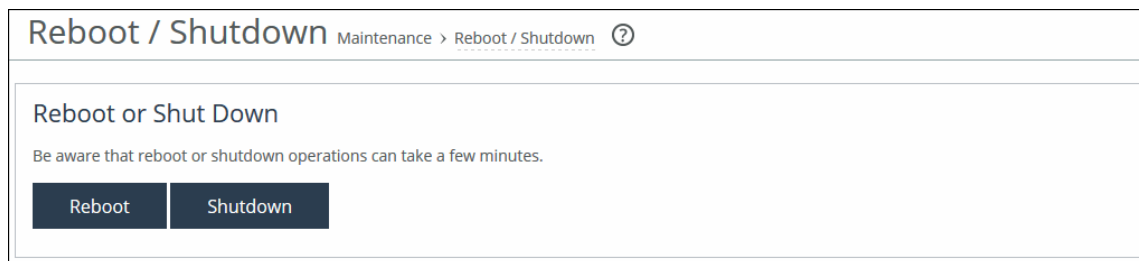 Reboot / Shutdown Maintenance › Reboot / Shutdown ?
Reboot or Shut Down
Be aware that reboot or shutdown operations can take a few minutes.
Reboot Shutdown